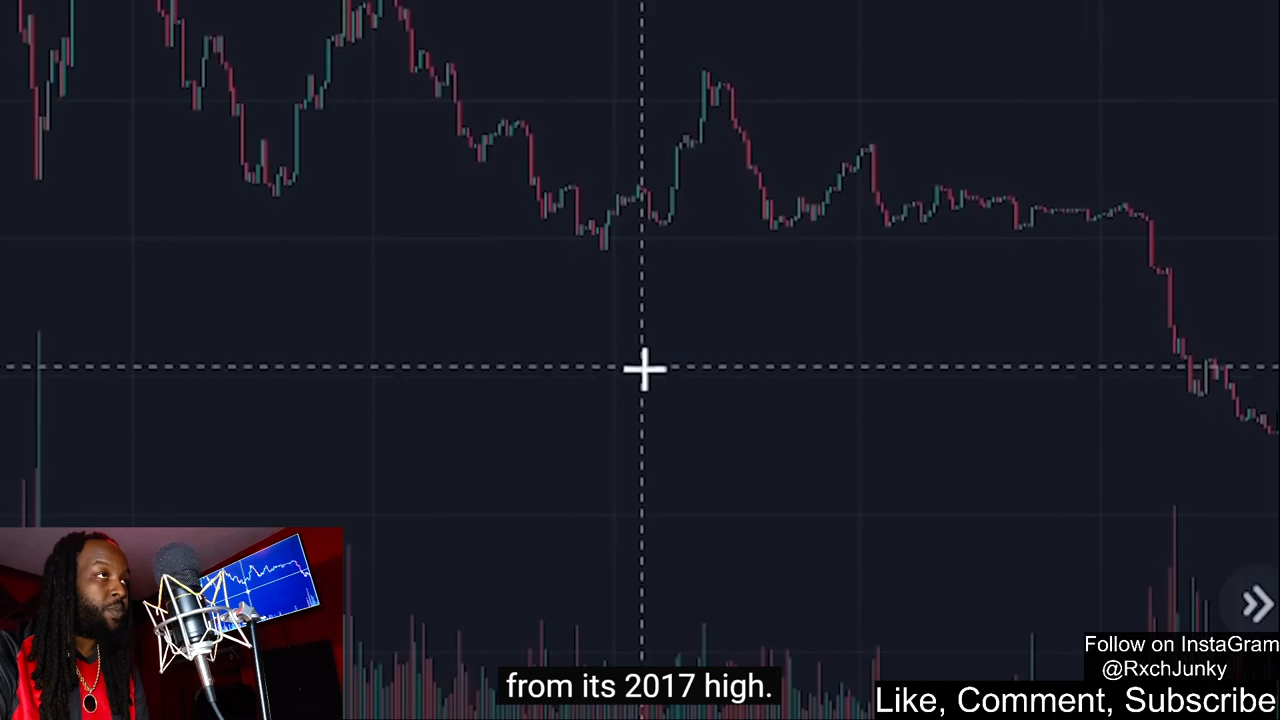 from its 2017 high.
Follow on InstaGram
@RxchJunky
Like, Comment, Subscribe